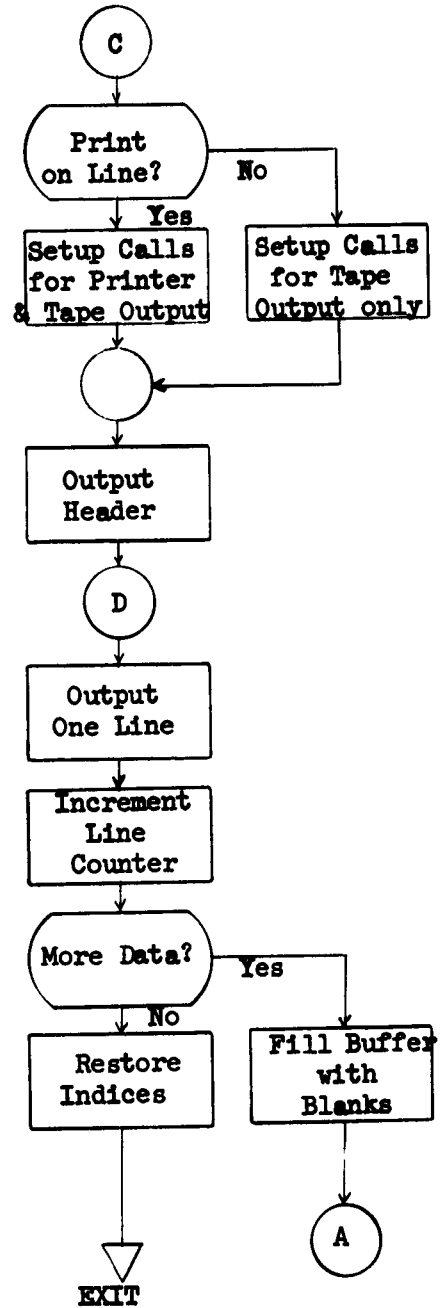 C
Print
on Line?
No
Yes
Setup Calls
for Printer
& Tape Output
Setup Calls
for Tape
Output only
Output
Header
D
Output
One Line
Increment
Line
Counter
More Data?
Yes
No
Restore
Indices
Fill Buffer
with
Blanks
A
EXIT